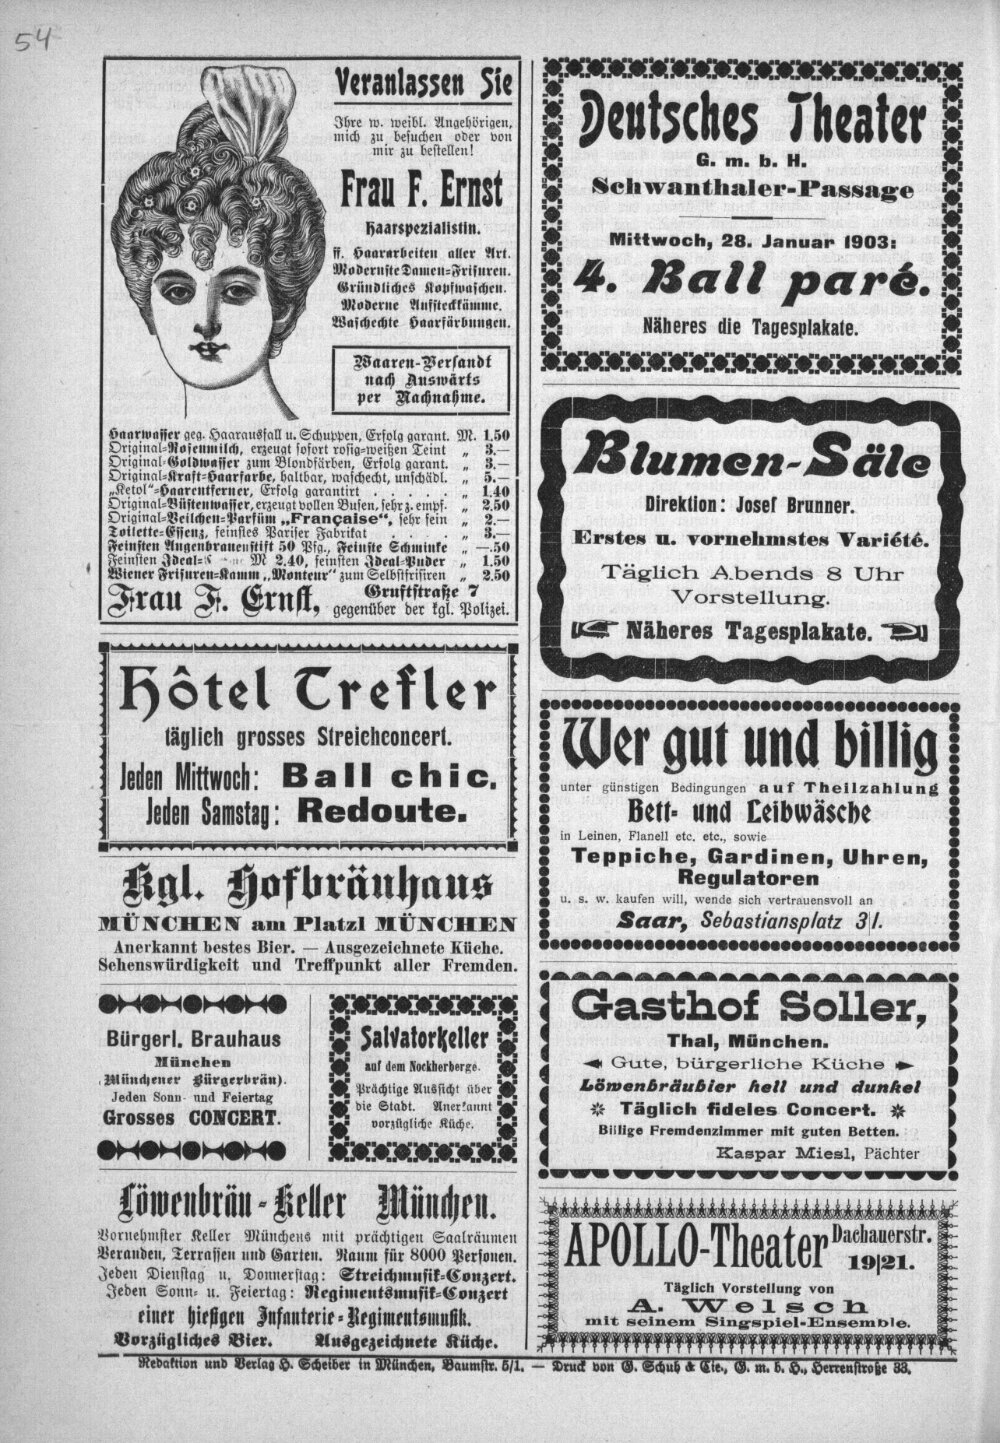 54
Veranlassen Sie
Ihre w. weibl. Angehörigen,
mich zu besuchen oder von
mir zu bestellen!
Frau F. Ernst
Haarspezialistin.
ff. Haararbeiten aller Art.
Modernste Damen-Frisuren.
Gründliches Kopfwaschen.
Moderne Aufsteckkämme.
Waschechte Haarfärbungen.
Waaren-Versandt
nach Auswärts
per Nachnahme.
Haarwasser geg. Haarausfall u. Schuppen, Erfolg garant. M. 1.50
Original-Rosenmilch, erzeugt sofort rosig-weißen Teint „ 3.—
Original-Goldwasser zum Blondfärben, Erfolg garant. „ 3.—
Original-Kraft-Haarfarbe, haltbar, waschecht, unschädl. „ 5.—
„Ketol"-Haarentferner, Erfolg garantirt . . . . . „ 1.40
Original-Büstenwasser, erzeugt vollen Busen, sehr z. empf. „ 2.50
Original-Veilchen-Parfüm „Française", sehr fein „ 2.—
Toilette-Essenz, feinstes Pariser Fabrikat . . . . „ 3.—
Feinsten Augenbrauenstift 50 Pfg., Feinste Schminke „ —.50
Feinsten Ideal- M 2.40, feinsten Ideal-Puder „ 1.50
Wiener Frisuren-Kamm „Monteur" zum Selbstfrisiren „ 2.50
Frau F. Ernst, Gruftstraße 7
gegenüber der kgl. Polizei.
Hôtel Trefler
täglich grosses Streichconcert.
Jeden Mittwoch: Ball chic.
Jeden Samstag: Redoute.
Kgl. Hofbräuhaus
MÜNCHEN am Platzl MÜNCHEN
Anerkannt bestes Bier. — Ausgezeichnete Küche.
Sehenswürdigkeit und Treffpunkt aller Fremden.
Bürgerl. Brauhaus
München
(Münchener Bürgerbräu).
Jeden Sonn- und Feiertag
Grosses CONCERT.
Salvatorkeller
auf dem Nockherberge.
Prächtige Aussicht über
die Stadt. Anerkannt
vorzügliche Küche.
Löwenbräu-Keller München.
Vornehmster Keller Münchens mit prächtigen Saalräumen
Veranden, Terrassen und Garten. Raum für 8000 Personen.
Jeden Dienstag u. Donnerstag: Streichmusik-Conzert.
Jeden Sonn- u. Feiertag: Regimentsmusik-Conzert
einer hiesigen Infanterie-Regimentsmusik.
Vorzügliches Bier. Ausgezeichnete Küche.
Deutsches Theater
G. m. b. H.
Schwanthaler-Passage
Mittwoch, 28. Januar 1903:
4. Ball paré.
Näheres die Tagesplakate.
Blumen-Säle
Direktion: Josef Brunner.
Erstes u. vornehmstes Variété.
Täglich Abends 8 Uhr
Vorstellung.
Näheres Tagesplakate.
Wer gut und billig
unter günstigen Bedingungen auf Theilzahlung
Bett- und Leibwäsche
in Leinen, Flanell etc. etc., sowie
Teppiche, Gardinen, Uhren,
Regulatoren
u. s. w. kaufen will, wende sich vertrauensvoll an
Saar, Sebastiansplatz 3|I.
Gasthof Soller,
Thal, München.
Gute, bürgerliche Küche
Löwenbräubier hell und dunkel
Täglich fideles Concert.
Billige Fremdenzimmer mit guten Betten.
Kaspar Miesl, Pächter
APOLLO-Theater Dachauerstr.
19|21.
Täglich Vorstellung von
A. Welsch
mit seinem Singspiel-Ensemble.
Redaktion und Verlag H. Scheiber in München, Baumstr. 5/1. — Druck von G. Schuh & Cie., G. m. b. H., Herrenstraße 33.